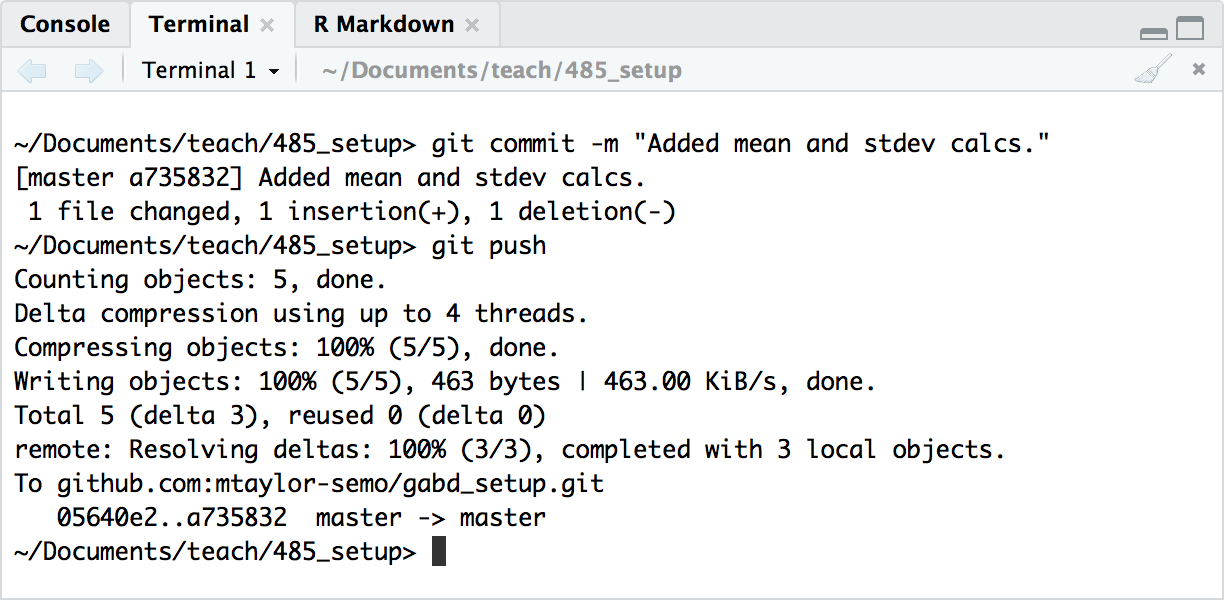 Console Terminal × R Markdown ×
Terminal 1 ~/Documents/teach/485_setup
~/Documents/teach/485_setup> git commit -m "Added mean and stdev calcs."
[master a735832] Added mean and stdev calcs.
 1 file changed, 1 insertion(+), 1 deletion(-)
~/Documents/teach/485_setup> git push
Counting objects: 5, done.
Delta compression using up to 4 threads.
Compressing objects: 100% (5/5), done.
Writing objects: 100% (5/5), 463 bytes | 463.00 KiB/s, done.
Total 5 (delta 3), reused 0 (delta 0)
remote: Resolving deltas: 100% (3/3), completed with 3 local objects.
To github.com:mtaylor-semo/gabd_setup.git
   05640e2..a735832  master -> master
~/Documents/teach/485_setup>